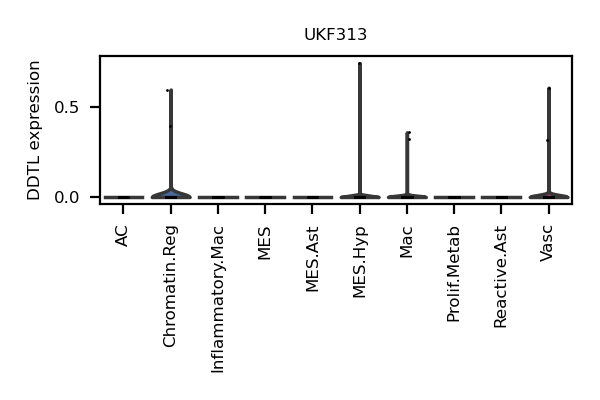 UKF313
DDTL expression
0.5
0.0
AC
Chromatin.Reg
Inflammatory.Mac
MES
MES.Ast
MES.Hyp
Mac
Prolif.Metab
Reactive.Ast
Vasc